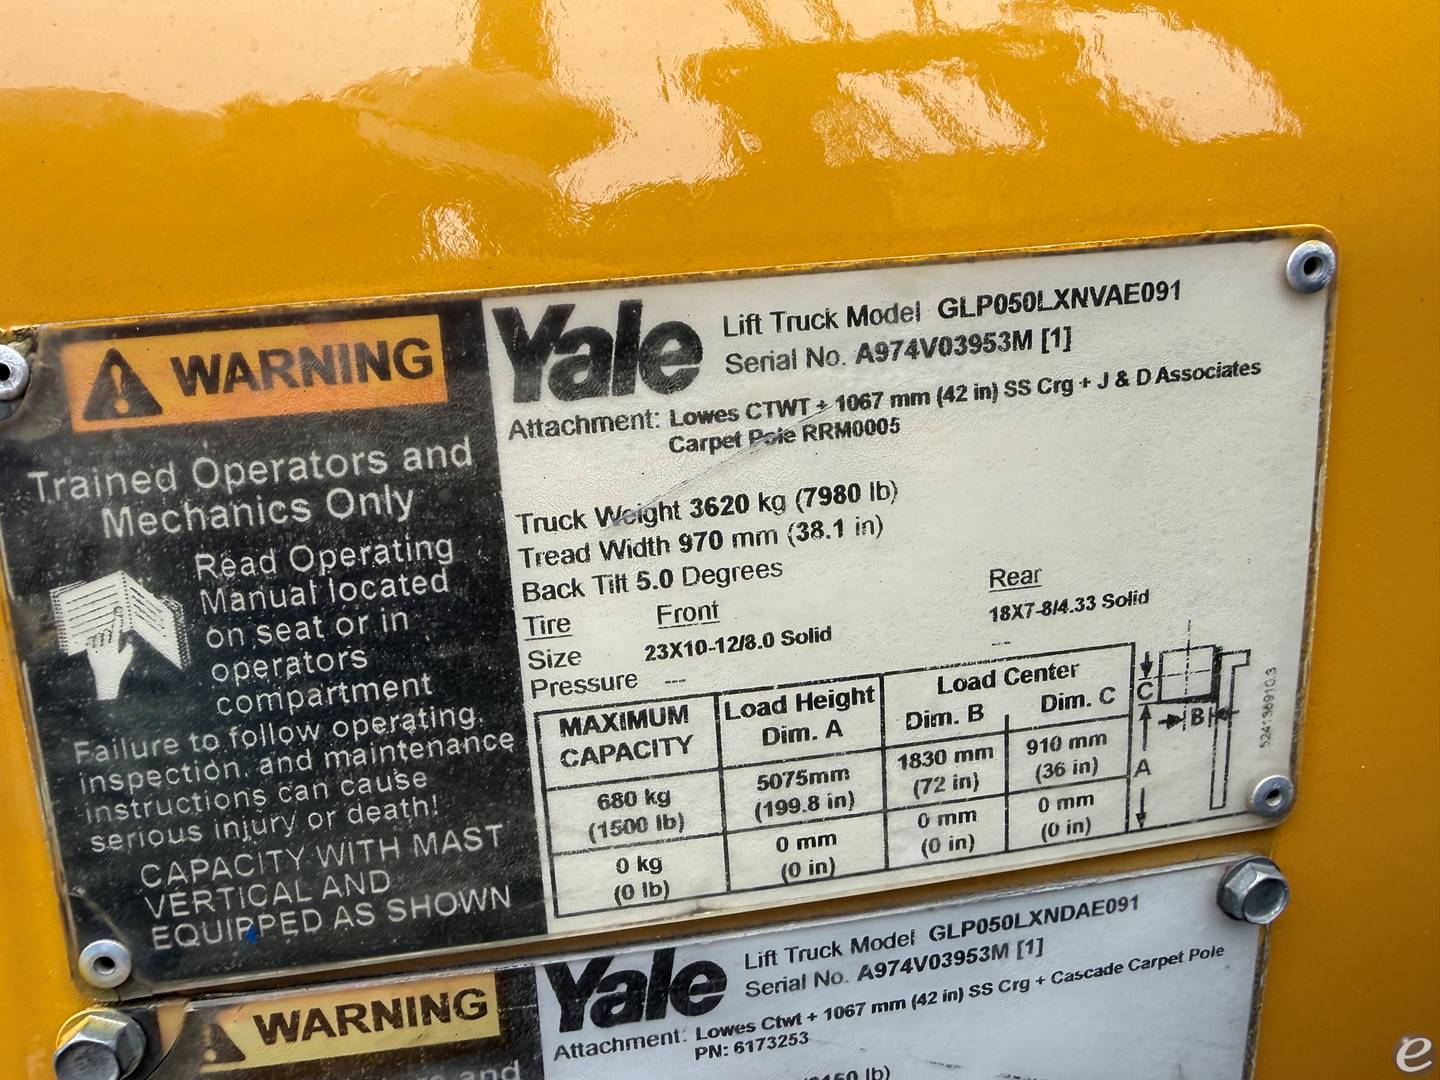 WARNING
Trained Operators and
Mechanics Only
Read Operating
Manual located
on seat or in
operators
compartment
Failure to follow operating,
inspection, and maintenance
instructions can cause
serious injury or death!
CAPACITY WITH MAST
VERTICAL AND
EQUIPPED AS SHOWN
Yale
Lift Truck Model GLP050LXNVAE091
Serial No. A974V03953M [1]
Attachment: Lowes CTWT + 1067 mm (42 in) SS Crg + J & D Associates
Carpet Pole RRM0005
Truck Weight 3620 kg (7980 lb)
Tread Width 970 mm (38.1 in)
Back Tilt 5.0 Degrees
Tire Front Rear
Size 23X10-12/8.0 Solid 18X7-8/4.33 Solid
Pressure --- ---
MAXIMUM CAPACITY Load Height Dim. A Load Center Dim. B Dim. C
680 kg (1500 lb) 5075mm (199.8 in) 1830 mm (72 in) 910 mm (36 in)
0 kg (0 lb) 0 mm (0 in) 0 mm (0 in) 0 mm (0 in)
C
B
A
524136910.3
WARNING
Yale
Lift Truck Model GLP050LXNDAE091
Serial No. A974V03953M [1]
Attachment: Lowes Ctwt + 1067 mm (42 in) SS Crg + Cascade Carpet Pole
PN: 6173253
and
lb)
e